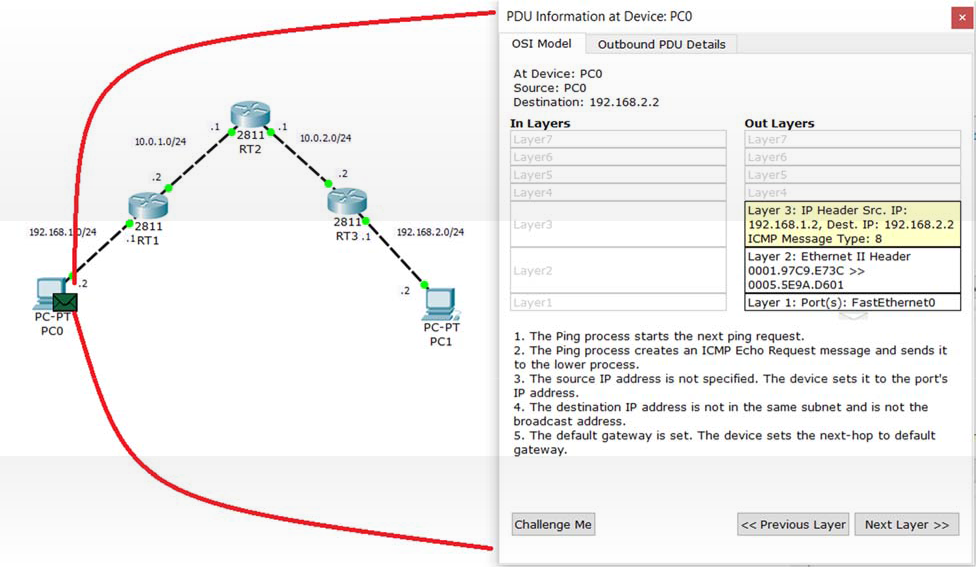 PDU Information at Device: PC0
OSI Model
Outbound PDU Details
At Device: PC0
Source: PC0
Destination: 192.168.2.2
In Layers
Out Layers
Layer7
Layer6
Layer5
Layer4
Layer3
Layer2
Layer1
Layer7
Layer6
Layer5
Layer4
Layer 3: IP Header Src. IP:
192.168.1.2, Dest. IP: 192.168.2.2
ICMP Message Type: 8
Layer 2: Ethernet II Header
0001.97C9.E73C >>
0005.5E9A.D601
Layer 1: Port(s): FastEthernet0
1. The Ping process starts the next ping request.
2. The Ping process creates an ICMP Echo Request message and sends it
to the lower process.
3. The source IP address is not specified. The device sets it to the port's
IP address.
4. The destination IP address is not in the same subnet and is not the
broadcast address.
5. The default gateway is set. The device sets the next-hop to default
gateway.
Challenge Me
<< Previous Layer
Next Layer >>
.1
.1
2811
RT2
10.0.1.0/24
10.0.2.0/24
.2
.2
2811
RT1
2811
RT3
192.168.1.0/24
.1
.1
192.168.2.0/24
.2
.2
PC-PT
PC0
PC-PT
PC1